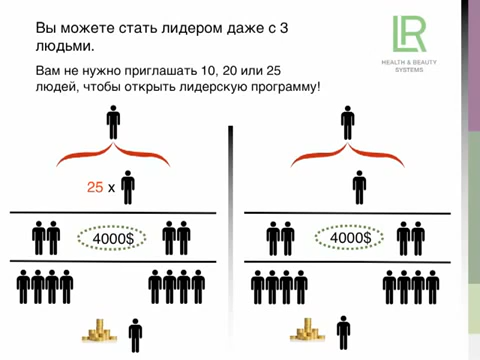 Вы можете стать лидером даже с 3
людьми.
Вам не нужно приглашать 10, 20 или 25
людей, чтобы открыть лидерскую программу!
LR
HEALTH & BEAUTY
SYSTEMS
25 x
4000$
4000$